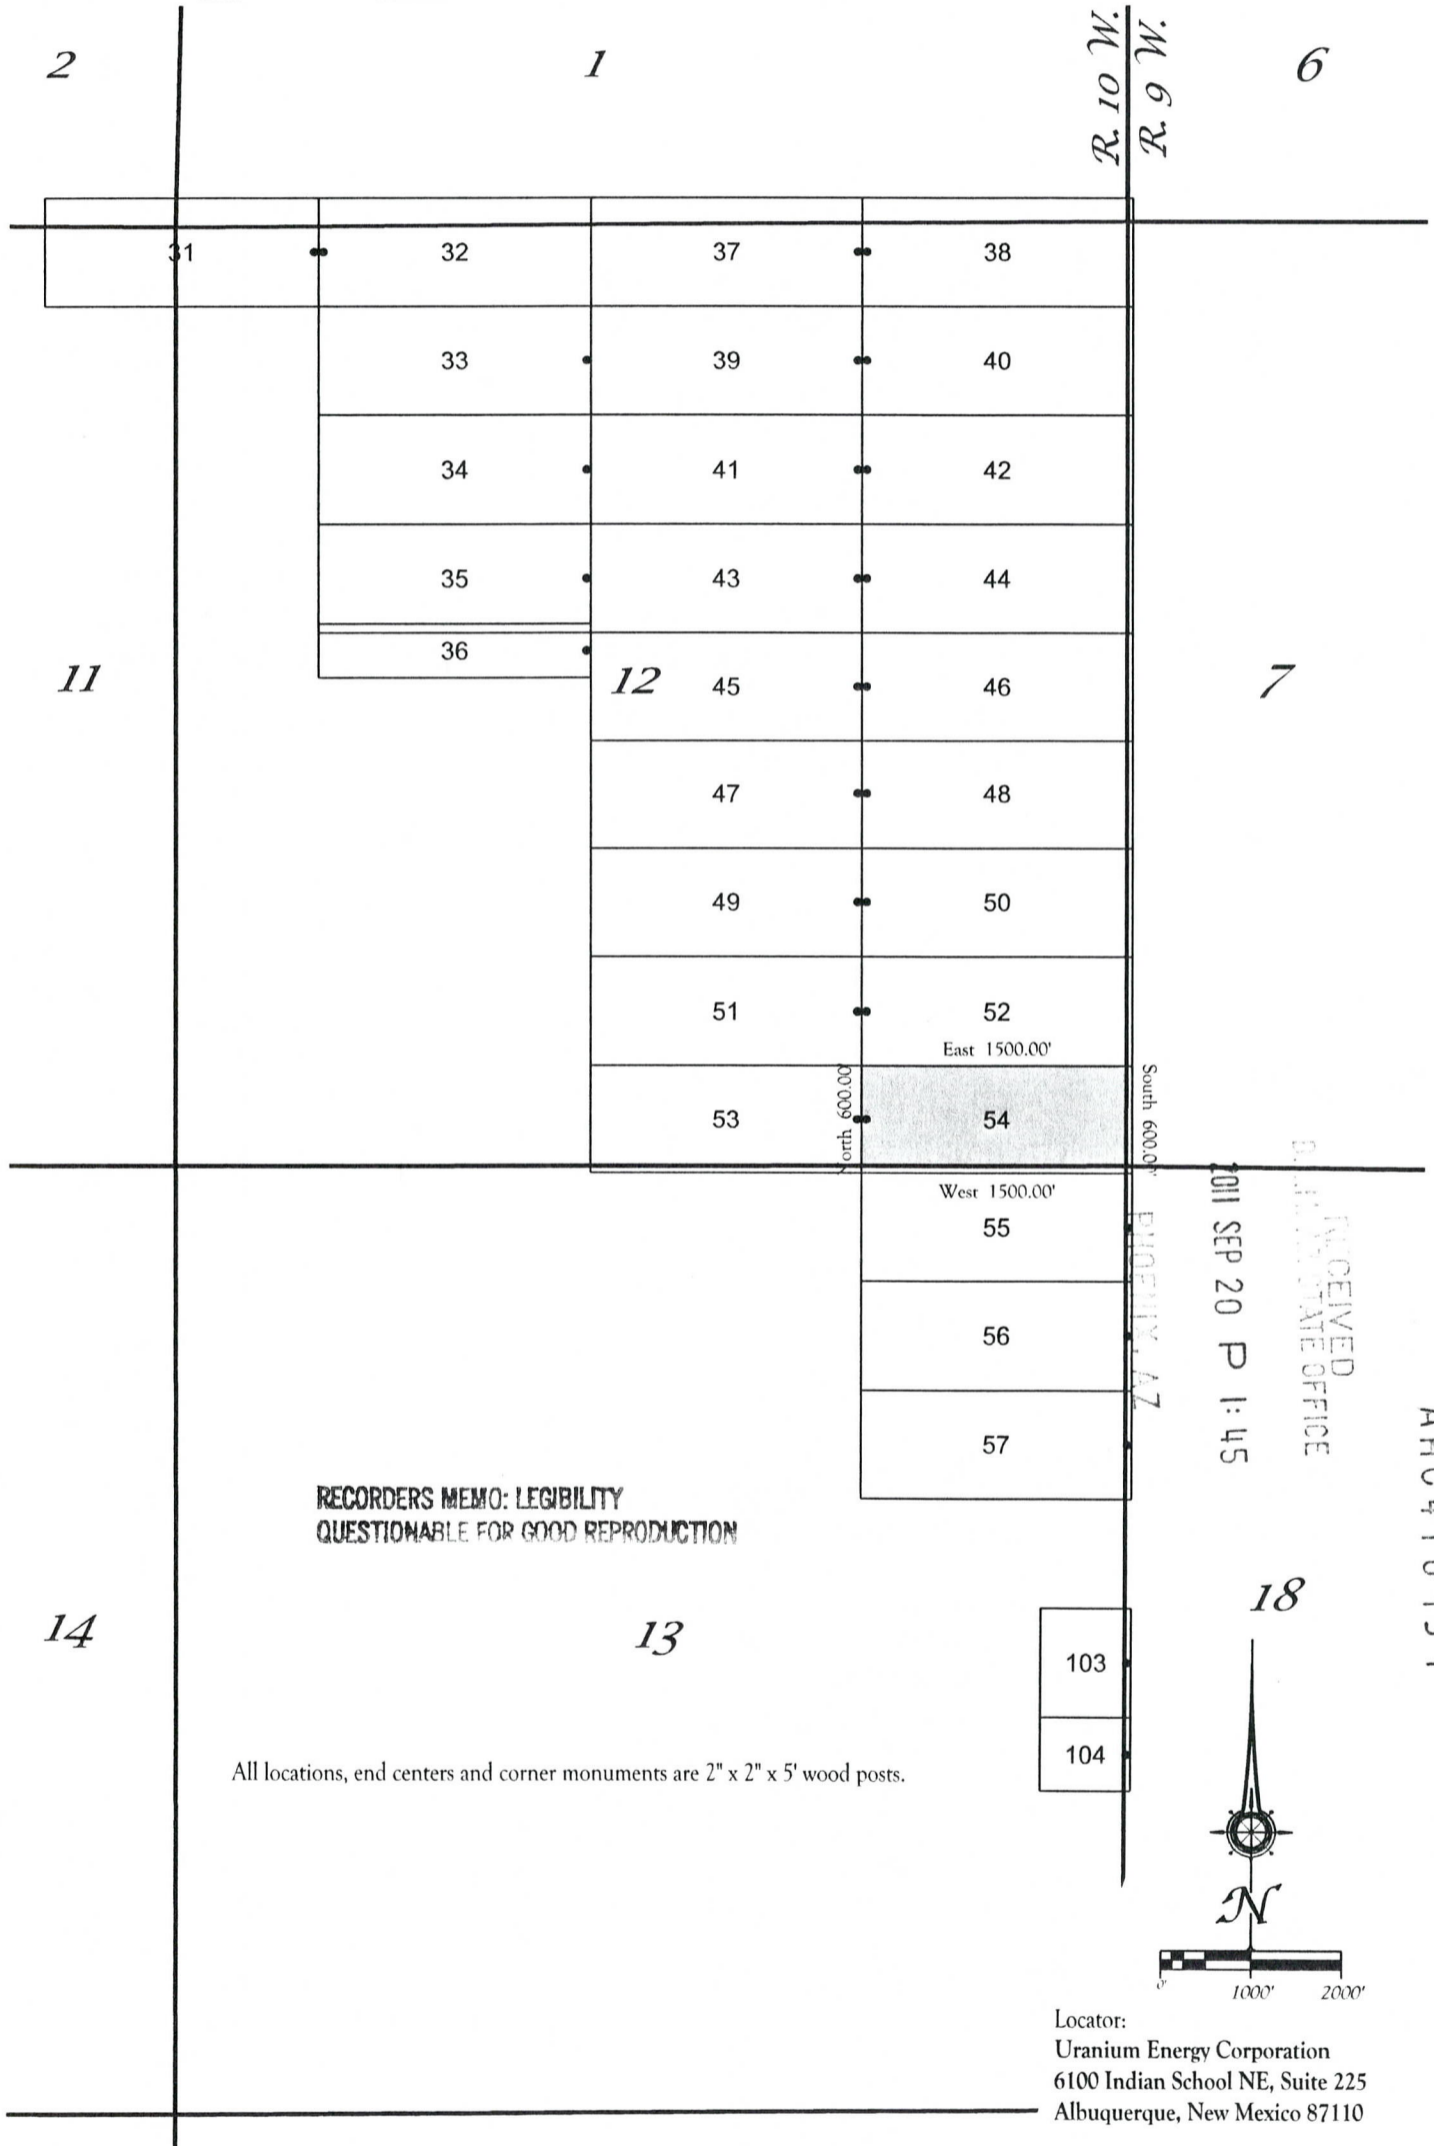 2 1 6
R. 10 W.
R. 9 W.
31 32 37 38
33 39 40
34 41 42
35 43 44
36
11 12 45 46 7
47 48
49 50
51 52
East 1500.00'
600.00'
South 600.0
53 54
West 1500.00'
55
56
57
PHOENIX, AZ
2011 SEP 20 P 1:45
RECEIVED
STATE OFFICE
RECORDERS MEMO: LEGIBILITY
QUESTIONABLE FOR GOOD REPRODUCTION
14 13 18
103
104
All locations, end centers and corner monuments are 2" x 2" x 5' wood posts.
N
0' 1000' 2000'
Locator:
Uranium Energy Corporation
6100 Indian School NE, Suite 225
Albuquerque, New Mexico 87110